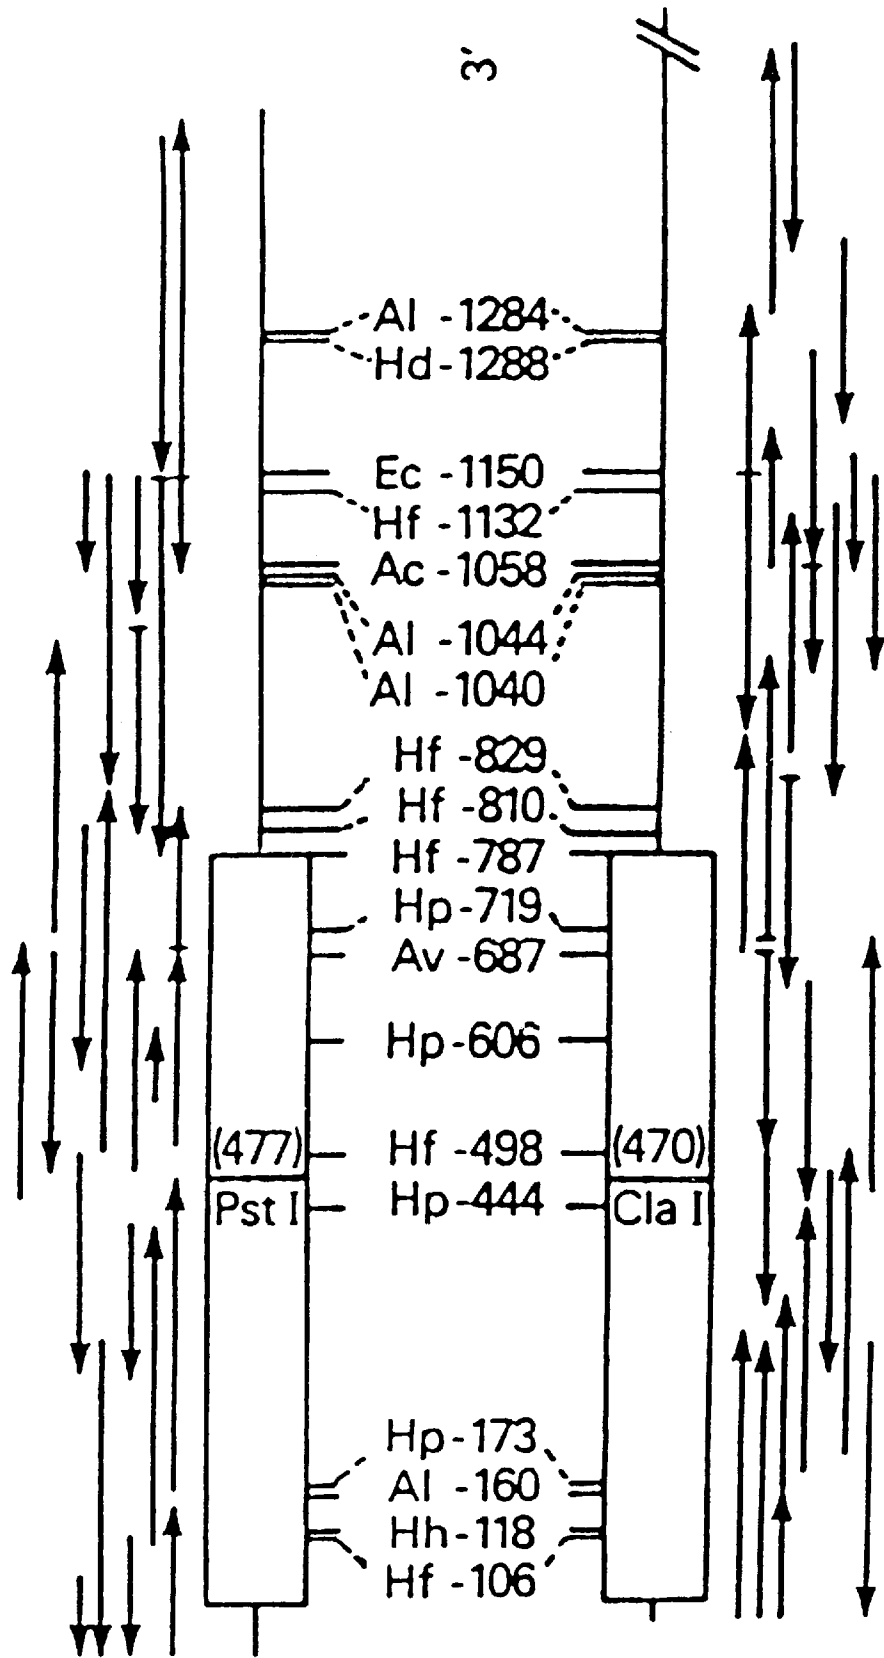 3'
Al -1284
Hd-1288
Ec -1150
Hf-1132
Ac-1058
Al -1044
Al -1040
Hf -829
Hf -810
Hf -787
Hp-719
Av-687
Hp-606
(477) Hf -498 (470)
Pst I Hp-444 Cla I
Hp-173
Al -160
Hh-118
Hf -106